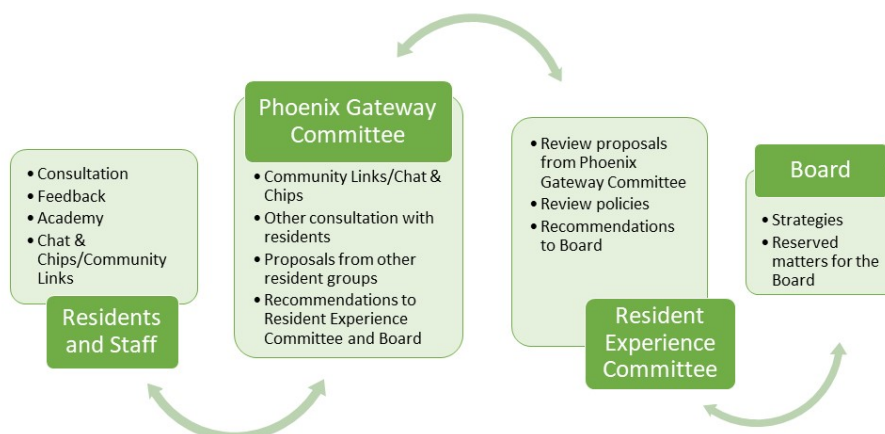 • Consultation
• Feedback
• Academy
• Chat &
Chips/Community
Links
Residents
and Staff
Phoenix Gateway
Committee
• Community Links/Chat &
Chips
• Other consultation with
residents
• Proposals from other
resident groups
• Recommendations to
Resident Experience
Committee and Board
• Review proposals
from Phoenix
Gateway Committee
• Review policies
• Recommendations
to Board
Resident
Experience
Committee
Board
• Strategies
• Reserved
matters for the
Board